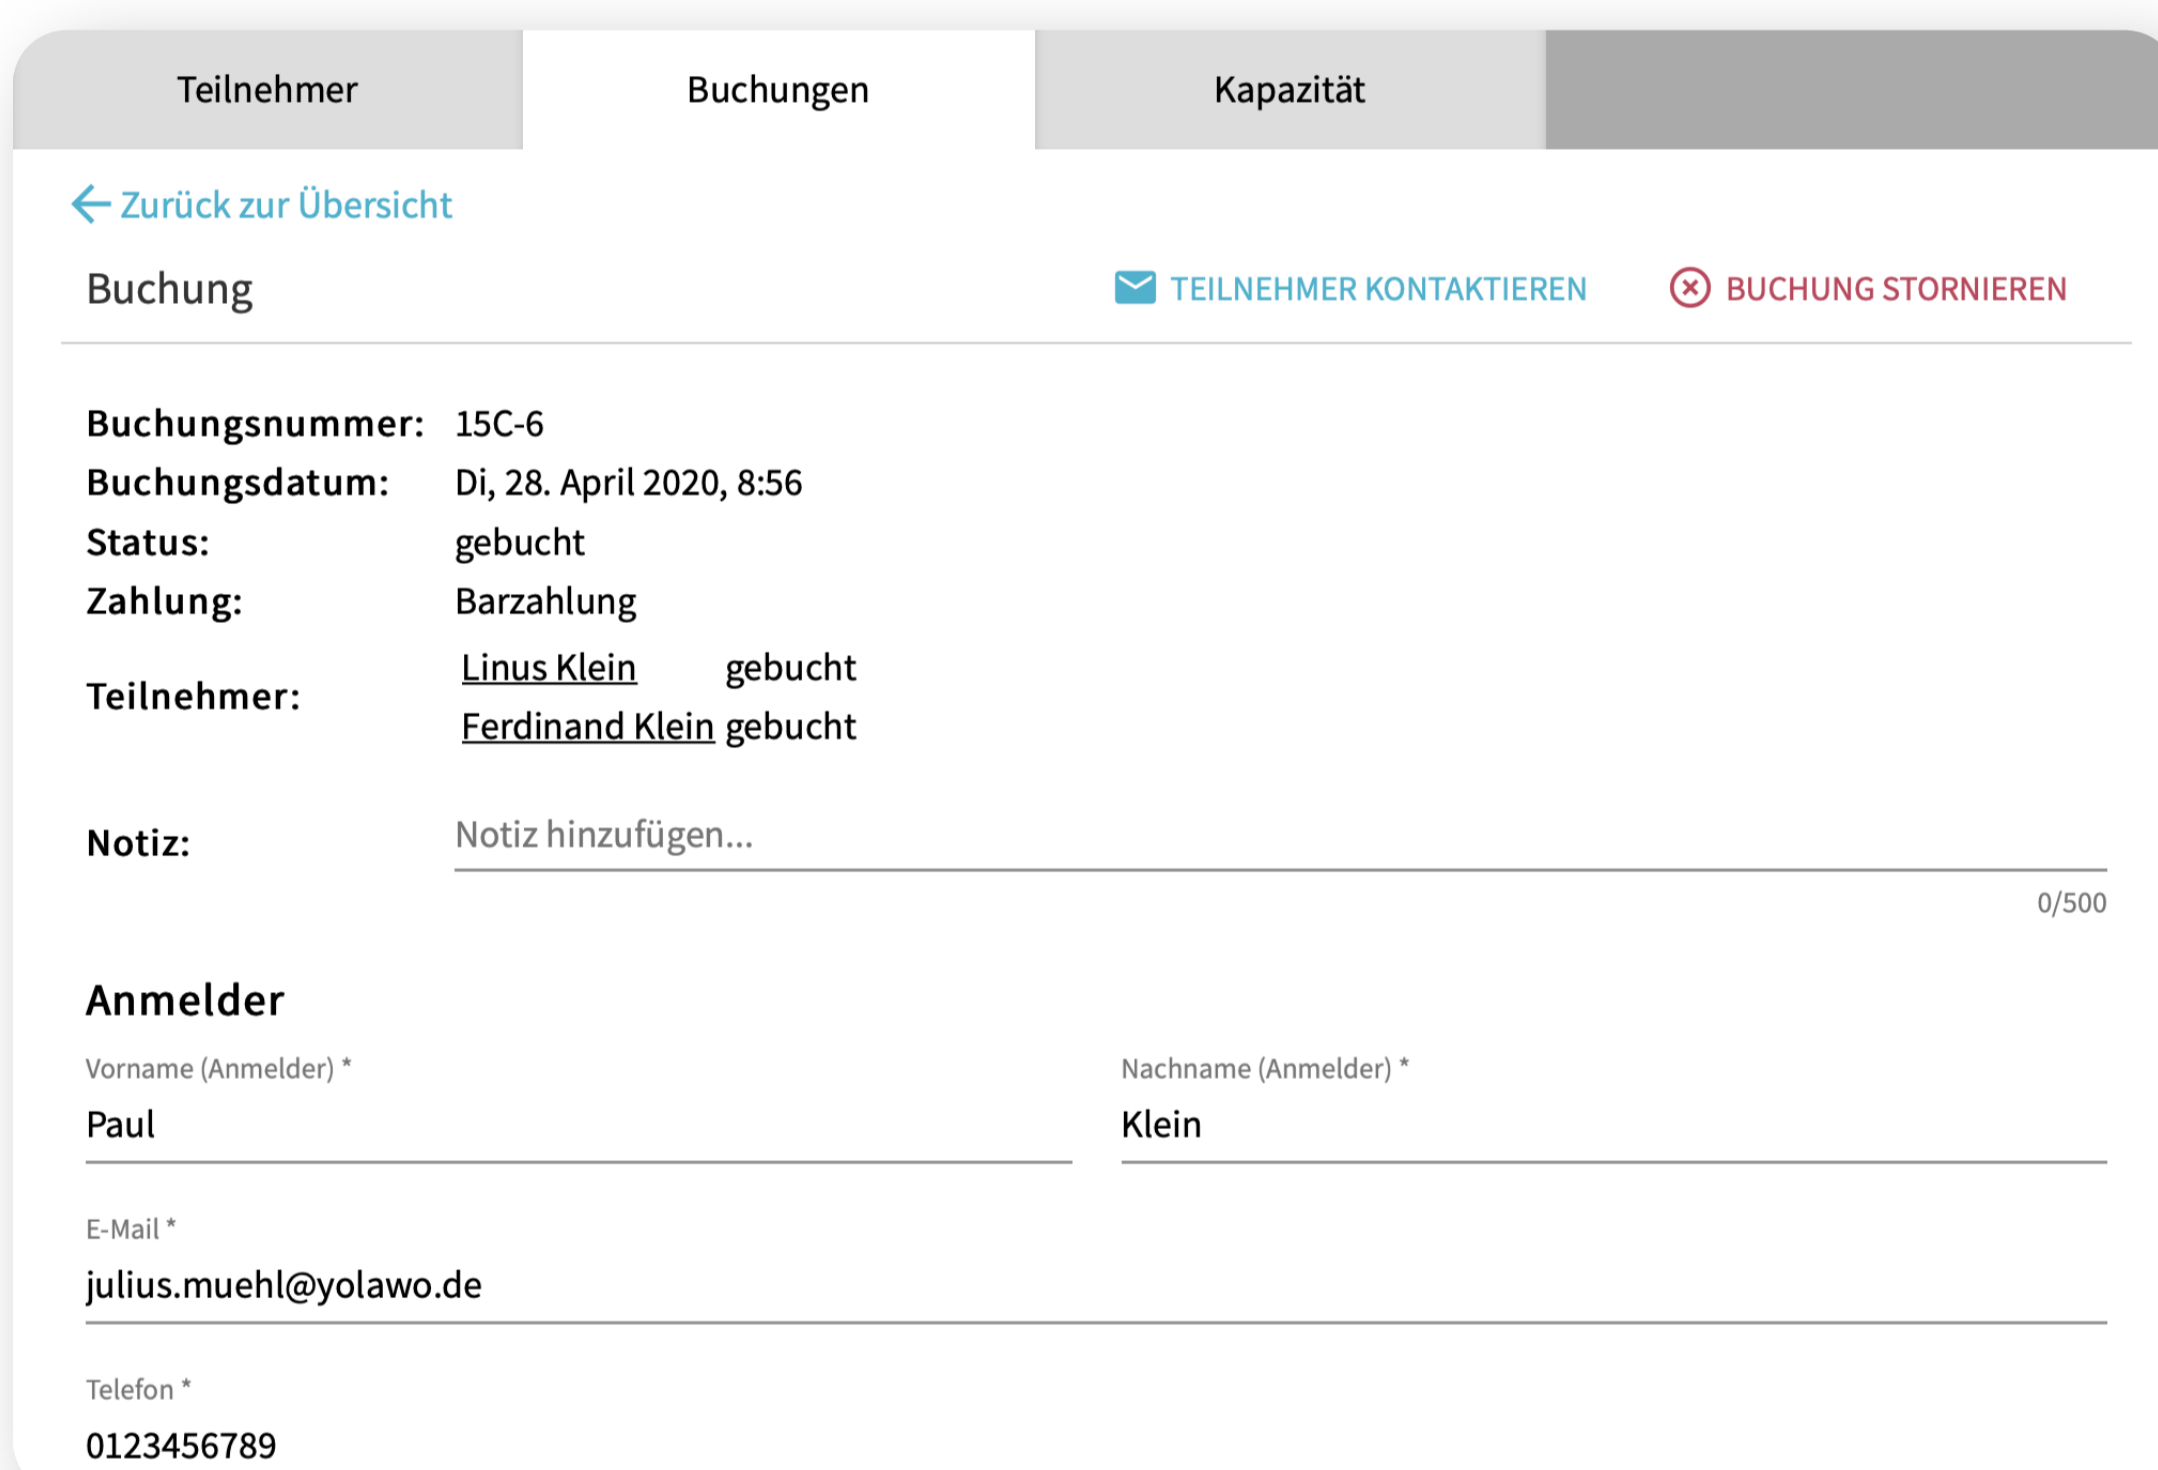 Teilnehmer Buchungen Kapazität
Zurück zur Übersicht
Buchung TEILNEHMER KONTAKTIEREN BUCHUNG STORNIEREN
Buchungsnummer: 15C-6
Buchungsdatum: Di, 28. April 2020, 8:56
Status: gebucht
Zahlung: Barzahlung
Teilnehmer:
Linus Klein gebucht
Ferdinand Klein gebucht
Notiz: Notiz hinzufügen...
0/500
Anmelder
Vorname (Anmelder) * Nachname (Anmelder) *
Paul Klein
E-Mail *
julius.muehl@yolawo.de
Telefon *
0123456789